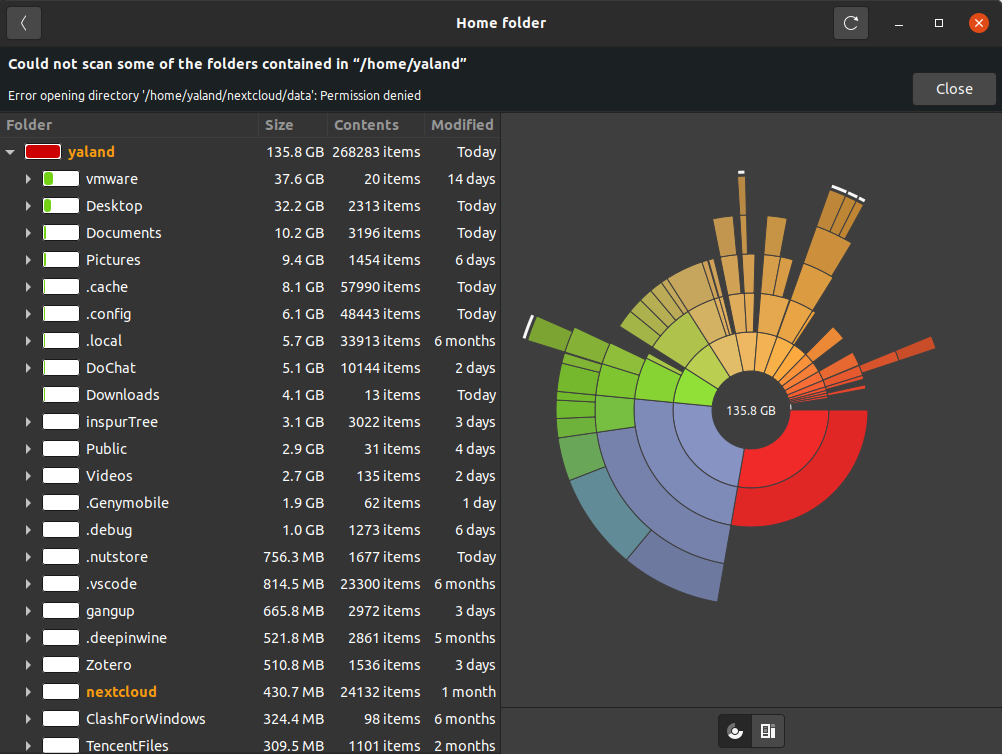 Home folder
Could not scan some of the folders contained in “/home/yaland”
Error opening directory '/home/yaland/nextcloud/data': Permission denied
Close
Folder Size Contents Modified
yaland 135.8 GB 268283 items Today
vmware 37.6 GB 20 items 14 days
Desktop 32.2 GB 2313 items Today
Documents 10.2 GB 3196 items Today
Pictures 9.4 GB 1454 items 6 days
.cache 8.1 GB 57990 items Today
.config 6.1 GB 48443 items Today
.local 5.7 GB 33913 items 6 months
DoChat 5.1 GB 10144 items 2 days
Downloads 4.1 GB 13 items Today
inspurTree 3.1 GB 3022 items 3 days
Public 2.9 GB 31 items 4 days
Videos 2.7 GB 135 items 2 days
.Genymobile 1.9 GB 62 items 1 day
.debug 1.0 GB 1273 items 6 days
.nutstore 756.3 MB 1677 items Today
.vscode 814.5 MB 23300 items 6 months
gangup 665.8 MB 2972 items 3 days
.deepinwine 521.8 MB 2861 items 5 months
Zotero 510.8 MB 1536 items 3 days
nextcloud 430.7 MB 24132 items 1 month
ClashForWindows 324.4 MB 98 items 6 months
TencentFiles 309.5 MB 1101 items 2 months
135.8 GB